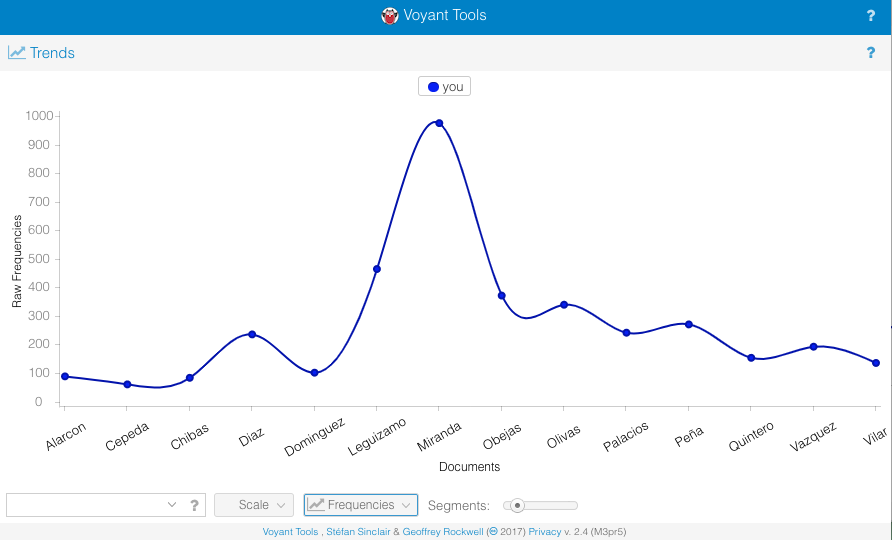 Voyant Tools ?
Trends ?
you
1000
900
800
700
600
500
400
300
200
100
0
Raw Frequencies
Alarcon Cepeda Chibas Diaz Dominguez Leguizamo Miranda Obejas Olivas Palacios Peña Quintero Vazquez Vilar
Documents
? Scale Frequencies Segments:
Voyant Tools , Stéfan Sinclair & Geoffrey Rockwell (cc 2017) Privacy v. 2.4 (M3pr5)